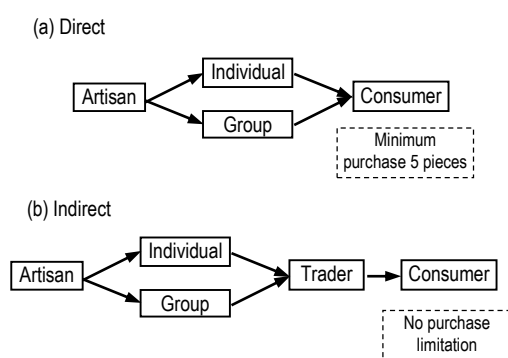 (a) Direct
Individual
Artisan
Consumer
Group
Minimum
purchase 5 pieces
(b) Indirect
Individual
Artisan
Trader
Consumer
Group
No purchase
limitation